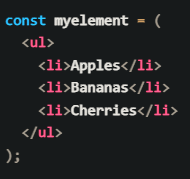 const myelement = (
  <ul>
    <li>Apples</li>
    <li>Bananas</li>
    <li>Cherries</li>
  </ul>
);